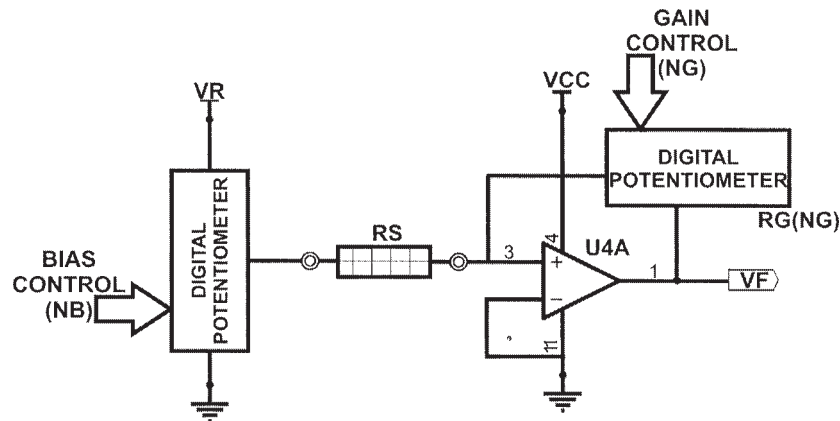 GAIN
CONTROL
(NG)
VR
VCC
DIGITAL
POTENTIOMETER
RG(NG)
DIGITAL
POTENTIOMETER
BIAS
CONTROL
(NB)
RS
3
4
U4A
+
−
1
VF
11